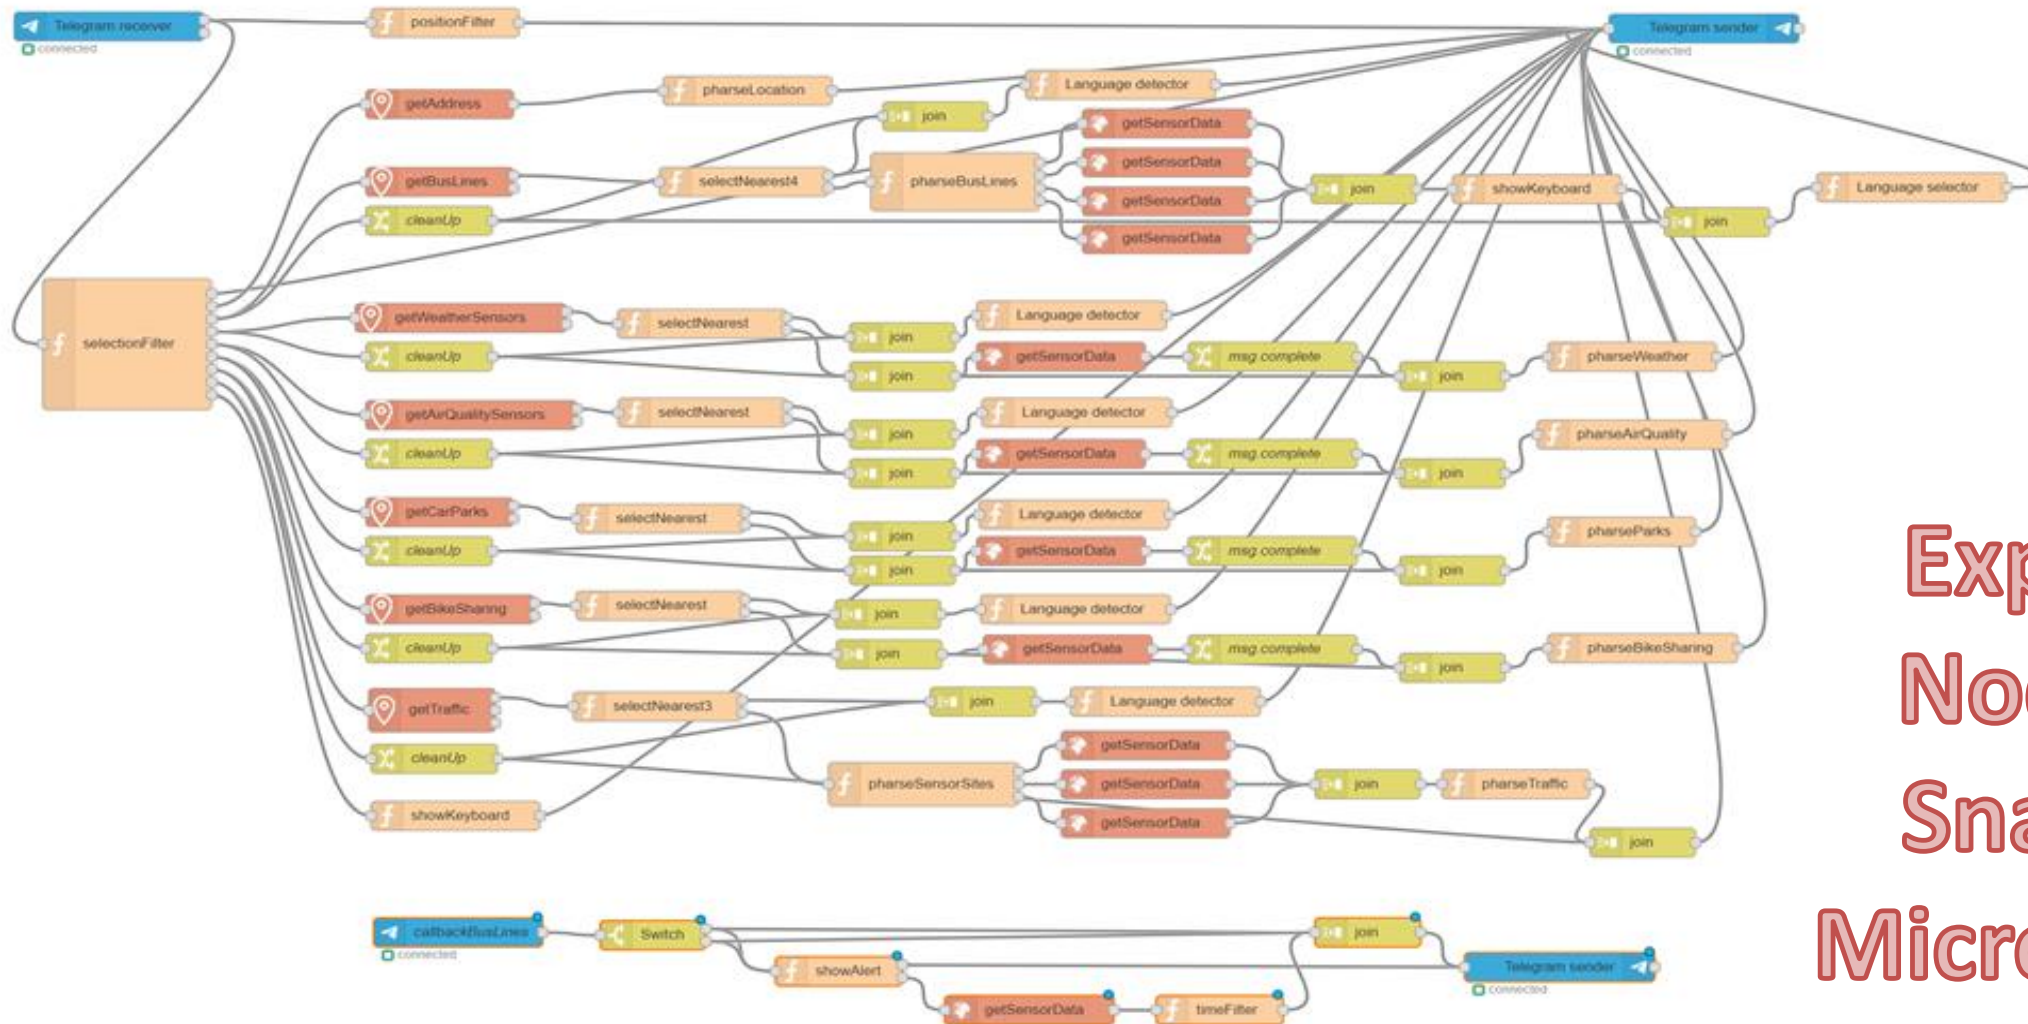 Telegram receiver
connected
positionFilter
Telegram sender
connected
getAddress
pharseLocation
Language detector
join
getSensorData
getBusLines
selectNearest4
pharseBusLines
getSensorData
getSensorData
getSensorData
join
showKeyboard
Language selector
cleanUp
join
selectionFilter
getWeatherSensors
selectNearest
Language detector
join
cleanUp
getSensorData
msg complete
pharseWeather
join
join
getAirQualitySensors
selectNearest
Language detector
join
pharseAirQuality
cleanUp
getSensorData
msg complete
join
join
getCarParks
selectNearest
Language detector
join
pharseParks
cleanUp
getSensorData
msg complete
join
join
getBikeSharing
selectNearest
Language detector
join
cleanUp
join
getSensorData
msg complete
pharseBikeSharing
join
getTraffic
selectNearest3
join
Language detector
cleanUp
getSensorData
pharseSensorSites
getSensorData
join
pharseTraffic
showKeyboard
getSensorData
join
Exp
No
Sna
Micro
callbackBusLines
connected
Switch
join
showAlert
Telegram sender
connected
getSensorData
timeFilter